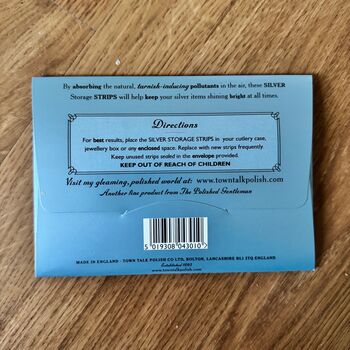 By absorbing the natural, tarnish-inducing pollutants in the air, these SILVER
Storage STRIPS will help keep your silver items shining bright at all times.
Directions
For best results, place the SILVER STORAGE STRIPS in your cutlery case,
jewellery box or any enclosed space. Replace with new strips frequently.
Keep unused strips sealed in the envelope provided.
KEEP OUT OF REACH OF CHILDREN
Visit my gleaming, polished world at: www.towntalkpolish.com
Another fine product from The Polished Gentleman
5 019308 043010 >
MADE IN ENGLAND · TOWN TALK POLISH CO LTD, BOLTON, LANCASHIRE BL1 2TQ ENGLAND
Established 1895
www.towntalkpolish.com